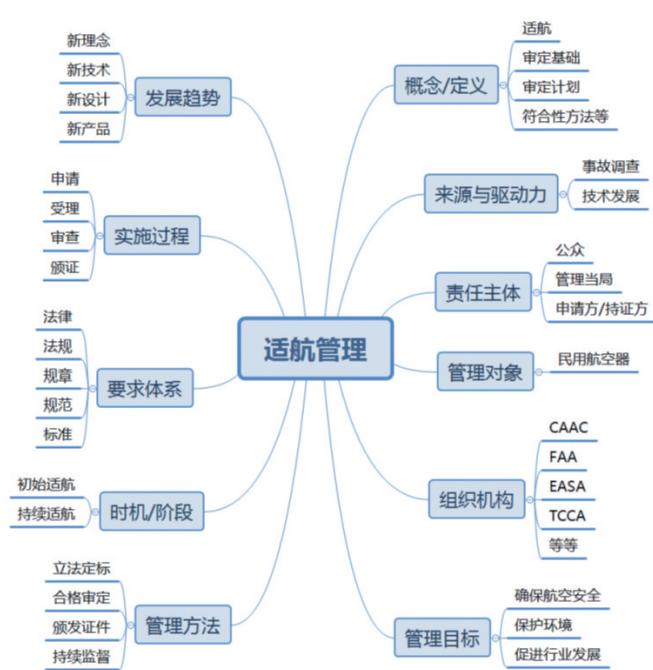 适航管理
发展趋势
新理念
新技术
新设计
新产品
实施过程
申请
受理
审查
颁证
要求体系
法律
法规
规章
规范
标准
时机/阶段
初始适航
持续适航
管理方法
立法定标
合格审定
颁发证件
持续监督
概念/定义
适航
审定基础
审定计划
符合性方法等
来源与驱动力
事故调查
技术发展
责任主体
公众
管理当局
申请方/持证方
管理对象
民用航空器
组织机构
CAAC
FAA
EASA
TCCA
等等
管理目标
确保航空安全
保护环境
促进行业发展